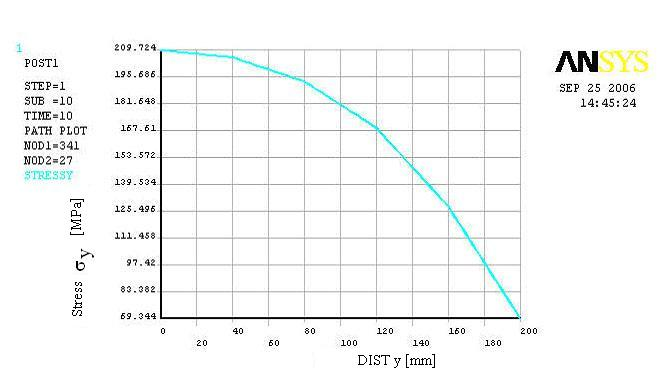 1
POST1
STEP=1
SUB =10
TIME=10
PATH PLOT
NOD1=341
NOD2=27
STRESSY
ANSYS
SEP 25 2006
14:45:24
Stress σy [MPa]
209.724
195.686
181.648
167.61
153.572
139.534
125.496
111.458
97.42
83.382
69.344
0 40 80 120 160 200
20 60 100 140 180
DIST y [mm]